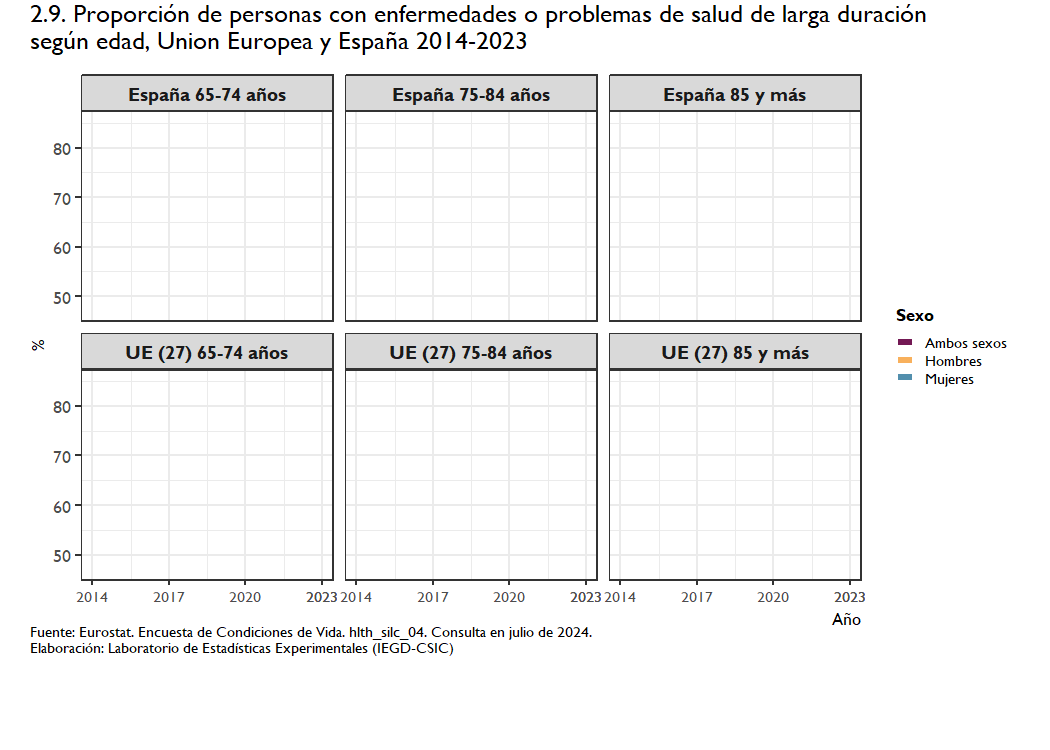 2.9. Proporción de personas con enfermedades o problemas de salud de larga duración
según edad, Union Europea y España 2014-2023
España 65-74 años España 75-84 años España 85 y más
80
70
60
50
%
UE (27) 65-74 años UE (27) 75-84 años UE (27) 85 y más
80
70
60
50
2014 2017 2020 2023 2014 2017 2020 2023 2014 2017 2020 2023
Año
Sexo
Ambos sexos
Hombres
Mujeres
Fuente: Eurostat. Encuesta de Condiciones de Vida. hlth_silc_04. Consulta en julio de 2024.
Elaboración: Laboratorio de Estadísticas Experimentales (IEGD-CSIC)